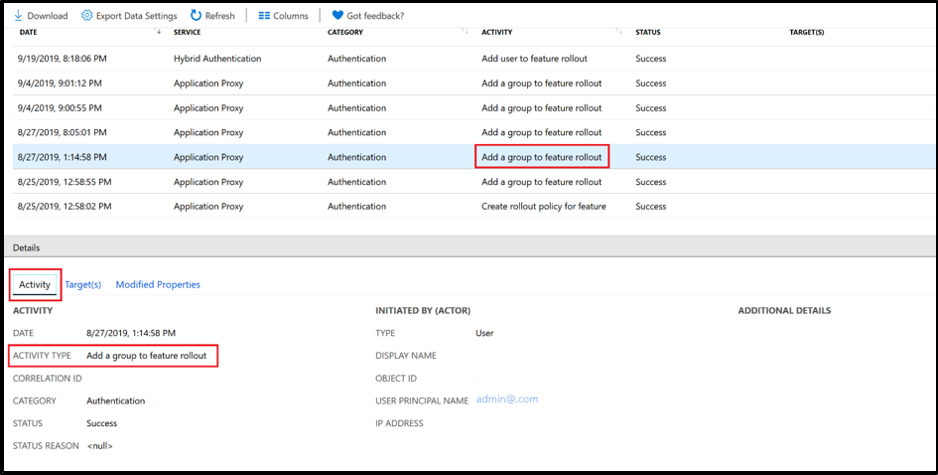 Download Export Data Settings Refresh Columns Got feedback?
DATE SERVICE CATEGORY ACTIVITY STATUS TARGET(S)
9/19/2019, 8:18:06 PM Hybrid Authentication Authentication Add user to feature rollout Success
9/4/2019, 9:01:12 PM Application Proxy Authentication Add a group to feature rollout Success
9/4/2019, 9:00:55 PM Application Proxy Authentication Add a group to feature rollout Success
8/27/2019, 8:05:01 PM Application Proxy Authentication Add a group to feature rollout Success
8/27/2019, 1:14:58 PM Application Proxy Authentication Add a group to feature rollout Success
8/25/2019, 12:58:55 PM Application Proxy Authentication Add a group to feature rollout Success
8/25/2019, 12:58:02 PM Application Proxy Authentication Create rollout policy for feature Success
Details
Activity Target(s) Modified Properties
ACTIVITY INITIATED BY (ACTOR) ADDITIONAL DETAILS
DATE 8/27/2019, 1:14:58 PM TYPE User
ACTIVITY TYPE Add a group to feature rollout DISPLAY NAME
CORRELATION ID OBJECT ID
CATEGORY Authentication USER PRINCIPAL NAME admin@.com
STATUS Success IP ADDRESS
STATUS REASON <null>